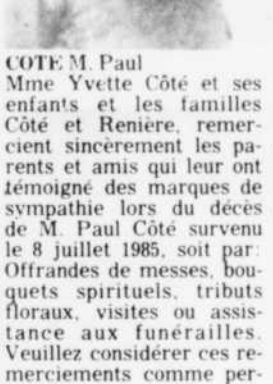 COTE M. Paul
Mme Yvette Côté et ses
enfants et les familles
Côté et Renière, remer-
cient sincèrement les pa-
rents et amis qui leur ont
témoigné des marques de
sympathie lors du décès
de M. Paul Côté survenu
le 8 juillet 1985, soit par:
Offrandes de messes, bou-
quets spirituels, tributs
floraux, visites ou assis-
tance aux funérailles.
Veuillez considérer ces re-
merciements comme per-